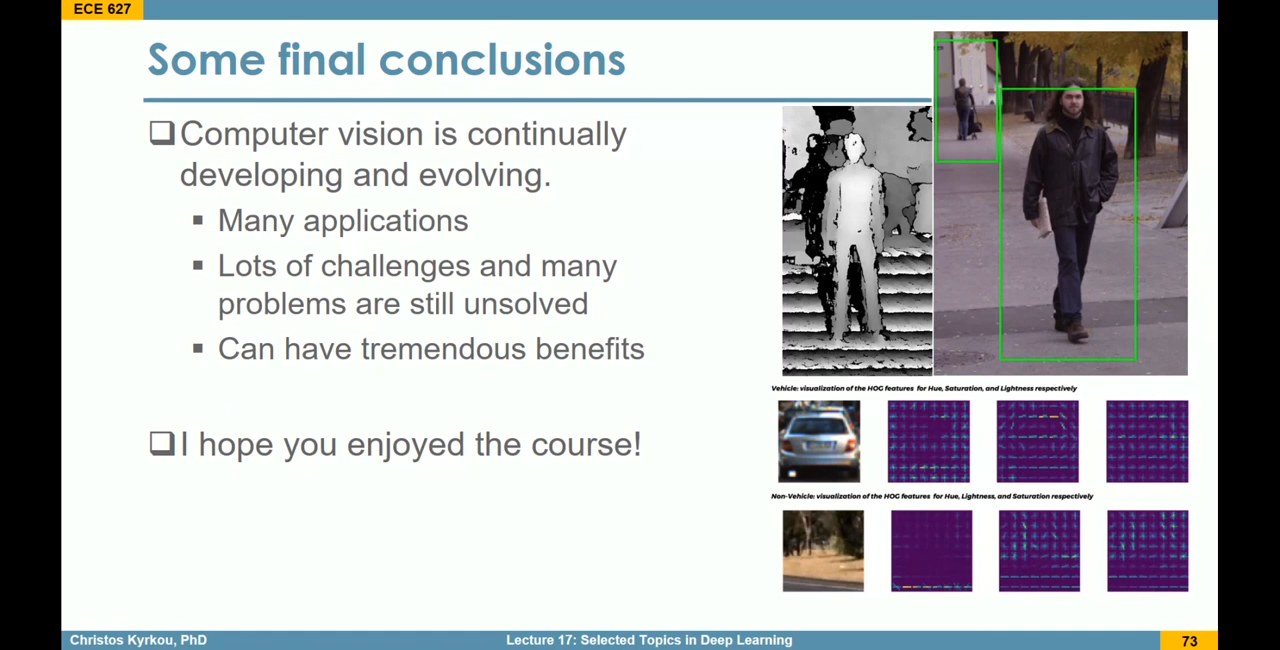 ECE 627
Some final conclusions
❑Computer vision is continually
developing and evolving.
▪ Many applications
▪ Lots of challenges and many
problems are still unsolved
▪ Can have tremendous benefits
❑I hope you enjoyed the course!
Vehicle: visualization of the HOG features for Hue, Saturation, and Lightness respectively
Non-Vehicle: visualization of the HOG features for Hue, Lightness, and Saturation respectively
Christos Kyrkou, PhD
Lecture 17: Selected Topics in Deep Learning
73